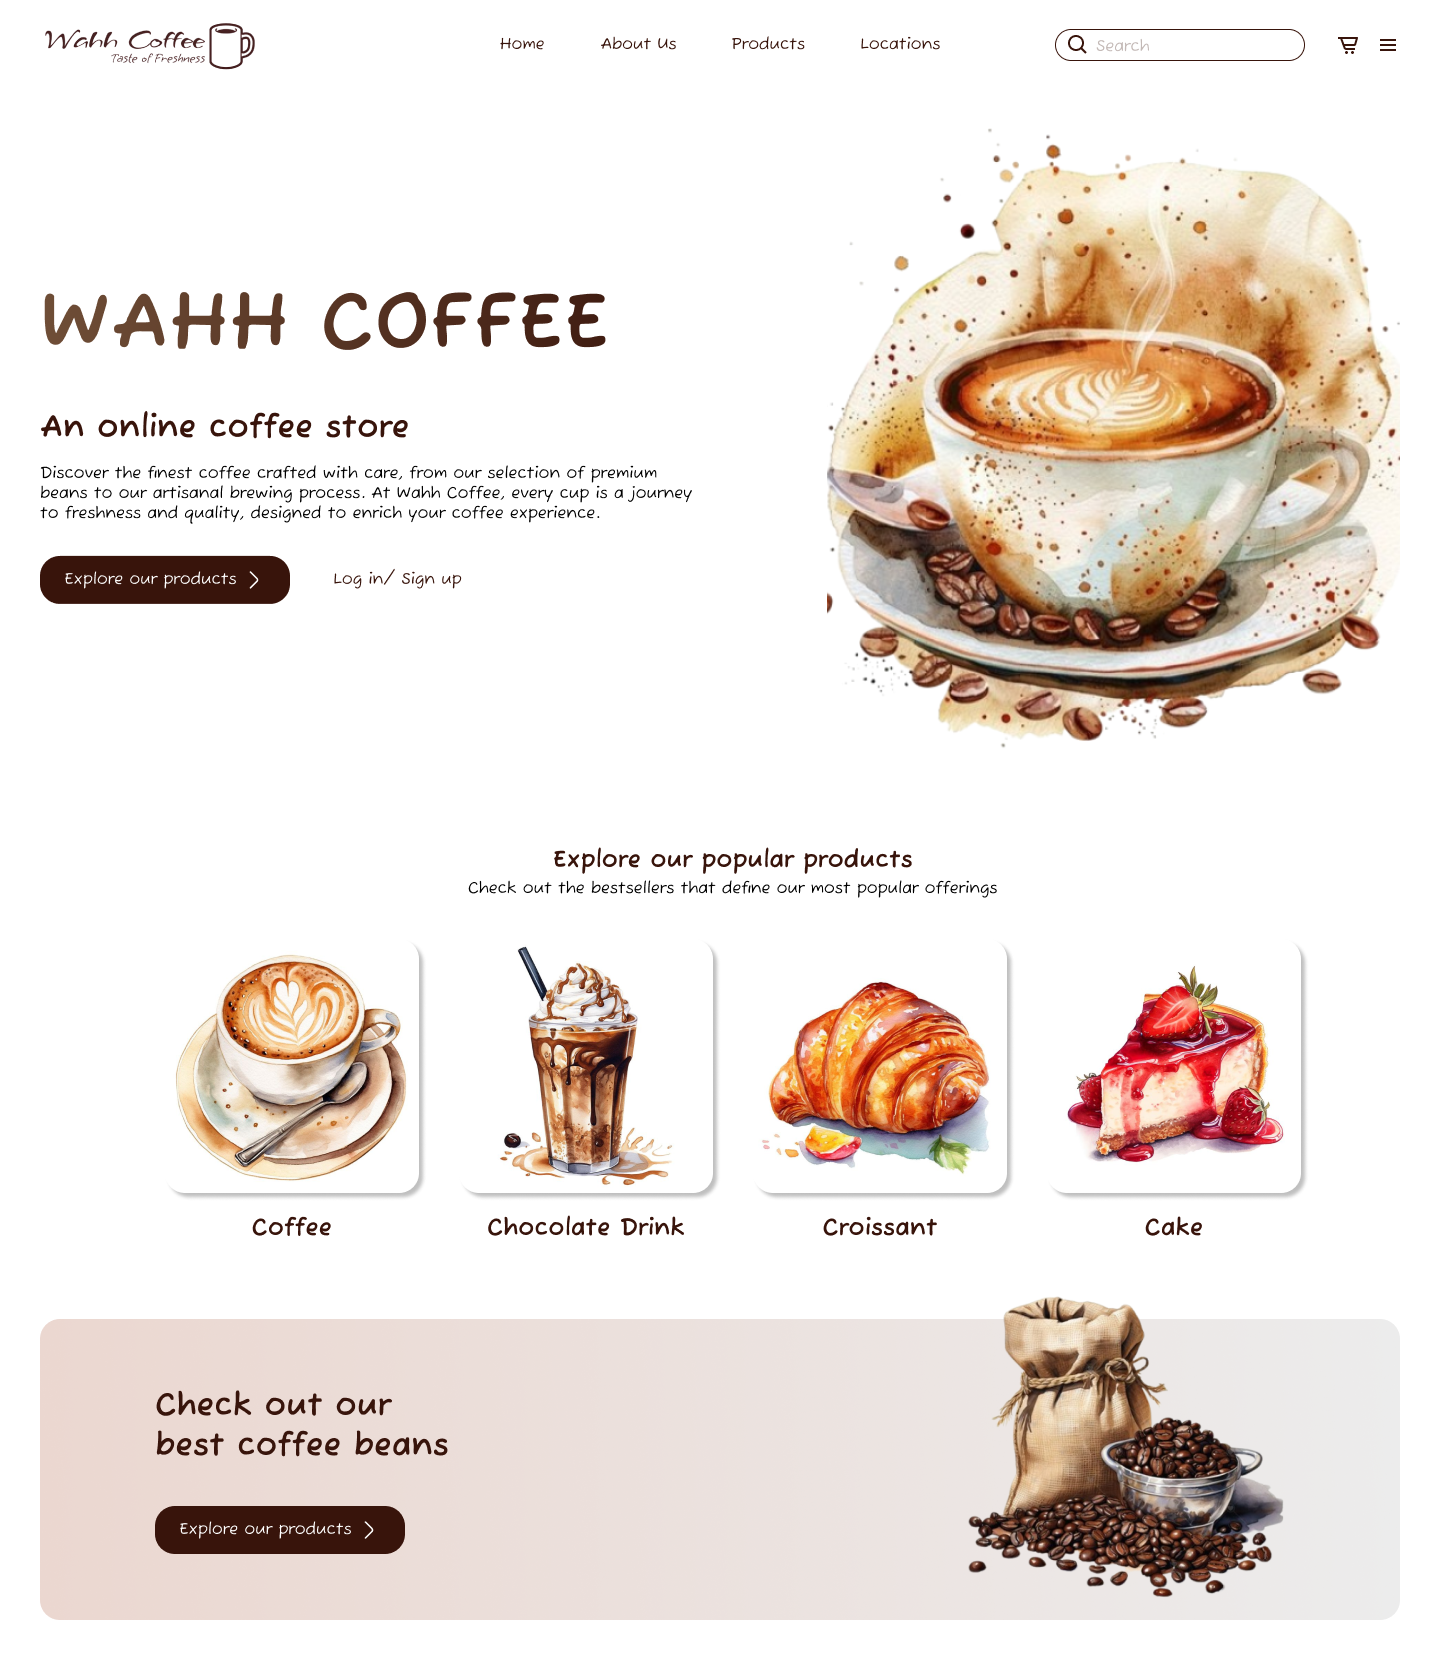 Wahh Coffee
Taste of Freshness
Home
About Us
Products
Locations
Search
WAHH COFFEE
An online coffee store
Discover the finest coffee crafted with care, from our selection of premium
beans to our artisanal brewing process. At Wahh Coffee, every cup is a journey
to freshness and quality, designed to enrich your coffee experience.
Explore our products
Log in/ Sign up
Explore our popular products
Check out the bestsellers that define our most popular offerings
Coffee
Chocolate Drink
Croissant
Cake
Check out our
best coffee beans
Explore our products